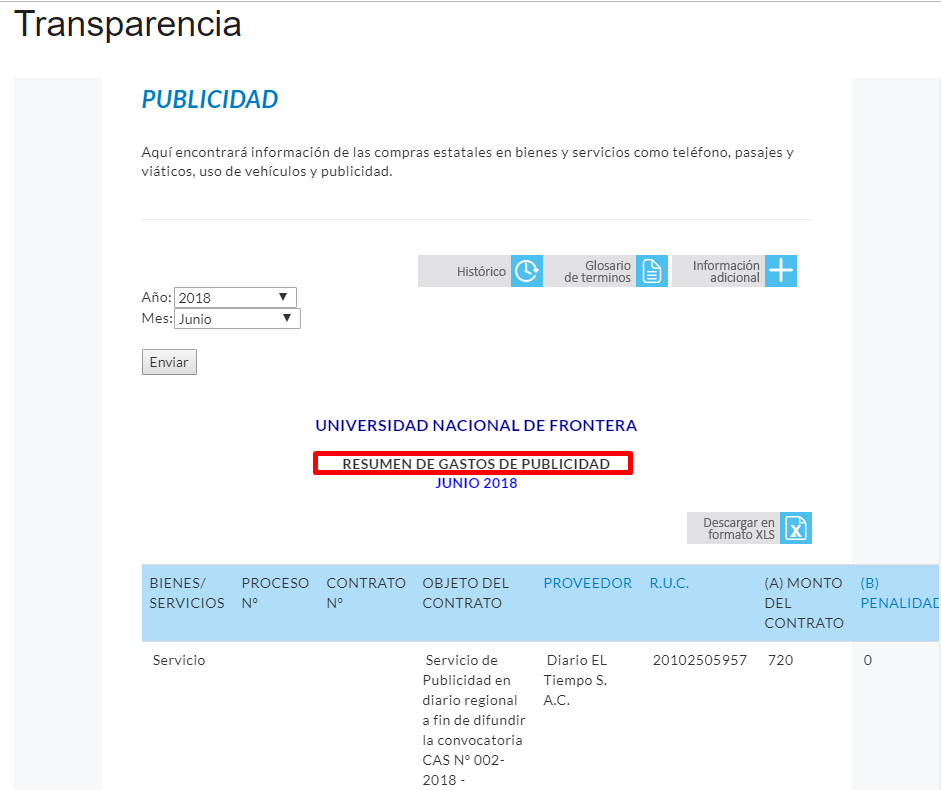 Transparencia
PUBLICIDAD
Aquí encontrará información de las compras estatales en bienes y servicios como teléfono, pasajes y
viáticos, uso de vehículos y publicidad.
Histórico
Glosario
de terminos
Información
adicional
Año: 2018
Mes: Junio
Enviar
UNIVERSIDAD NACIONAL DE FRONTERA
RESUMEN DE GASTOS DE PUBLICIDAD
JUNIO 2018
Descargar en
formato XLS
BIENES/ PROCESO CONTRATO OBJETO DEL PROVEEDOR R.U.C. (A) MONTO (B)
SERVICIOS Nº Nº CONTRATO DEL PENALIDAD
CONTRATO
Servicio Servicio de Diario EL 20102505957 720 0
Publicidad en Tiempo S.
diario regional A.C.
a fin de difundir
la convocatoria
CAS Nº 002-
2018 -